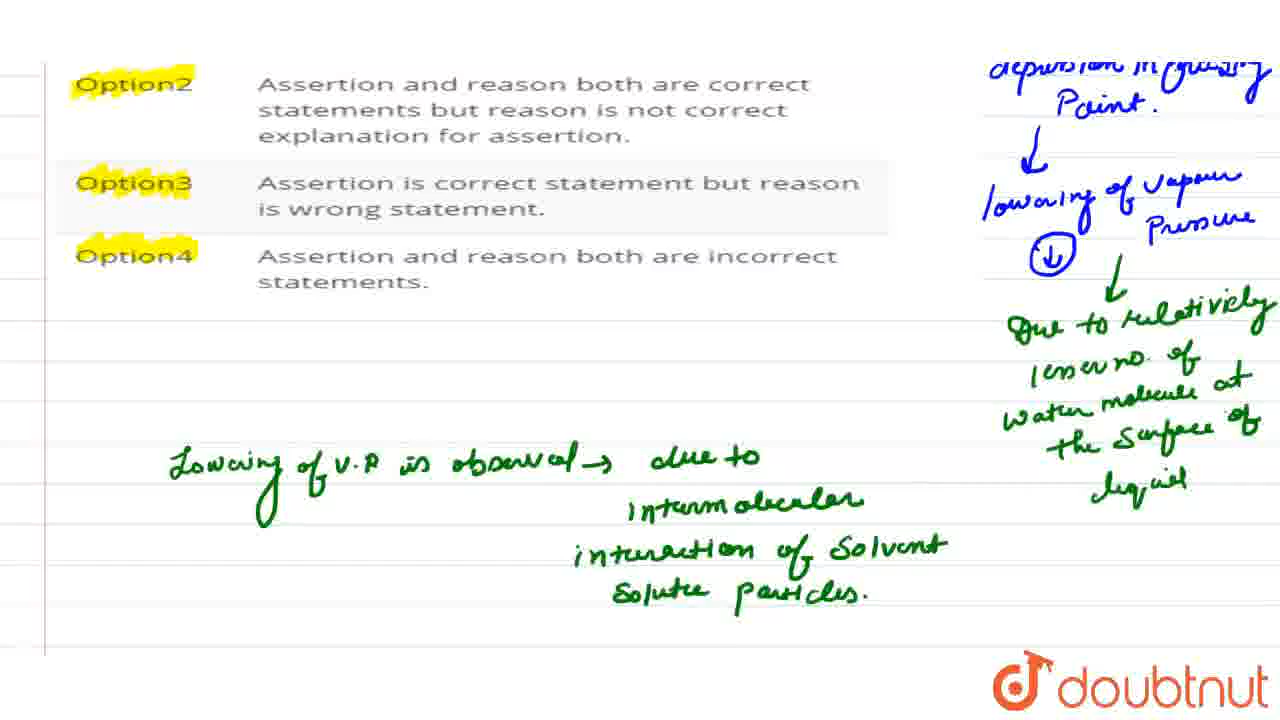 Option2 Assertion and reason both are correct
statements but reason is not correct
explanation for assertion.
Option3 Assertion is correct statement but reason
is wrong statement.
Option4 Assertion and reason both are incorrect
statements.
Point.
lowering of vapour
Pressure
Due to relatively
lesser no. of
water molecule at
the surface of
liquid
Lowering of V.P is observed → due to
intermolecular
interaction of solvent
solute particles.
doubtnut